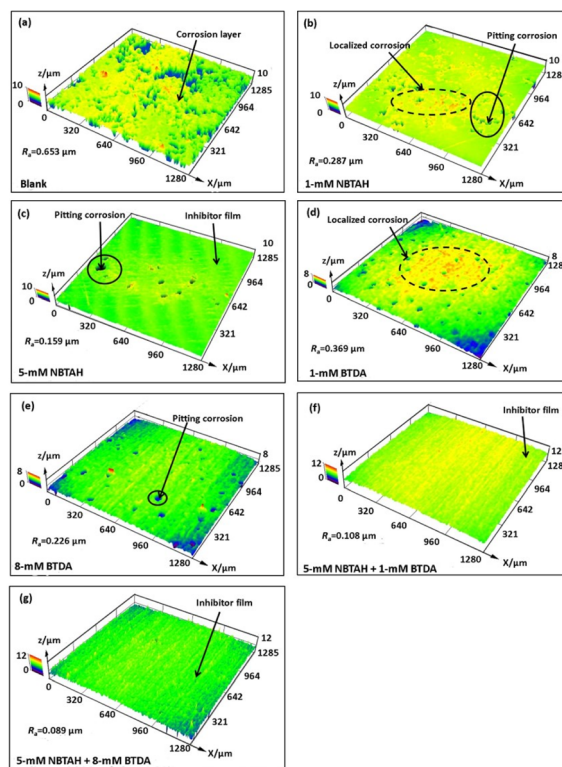 (a)
Corrosion layer
z/μm
10
0
10
1285
964
642
321
0
320
640
960
1280
X/μm
Ra=0.653 μm
Blank
(b)
Localized corrosion
Pitting corrosion
z/μm
10
0
10
1285
964
642
321
0
320
640
960
1280
X/μm
Ra=0.287 μm
1-mM NBTAH
(c)
Pitting corrosion
Inhibitor film
z/μm
10
0
10
1285
964
642
321
0
320
640
960
1280
X/μm
Ra=0.159 μm
5-mM NBTAH
(d)
Localized corrosion
z/μm
8
0
8
1285
964
642
321
0
320
640
960
1280
X/μm
Ra=0.369 μm
1-mM BTDA
(e)
Pitting corrosion
z/μm
8
0
8
1285
964
642
321
0
320
640
960
1280
X/μm
Ra=0.226 μm
8-mM BTDA
(f)
Inhibitor film
z/μm
12
0
12
1285
964
642
321
0
320
640
960
1280
X/μm
Ra=0.108 μm
5-mM NBTAH + 1-mM BTDA
(g)
Inhibitor film
z/μm
12
0
12
1285
964
642
321
0
320
640
960
1280
X/μm
Ra=0.089 μm
5-mM NBTAH + 8-mM BTDA